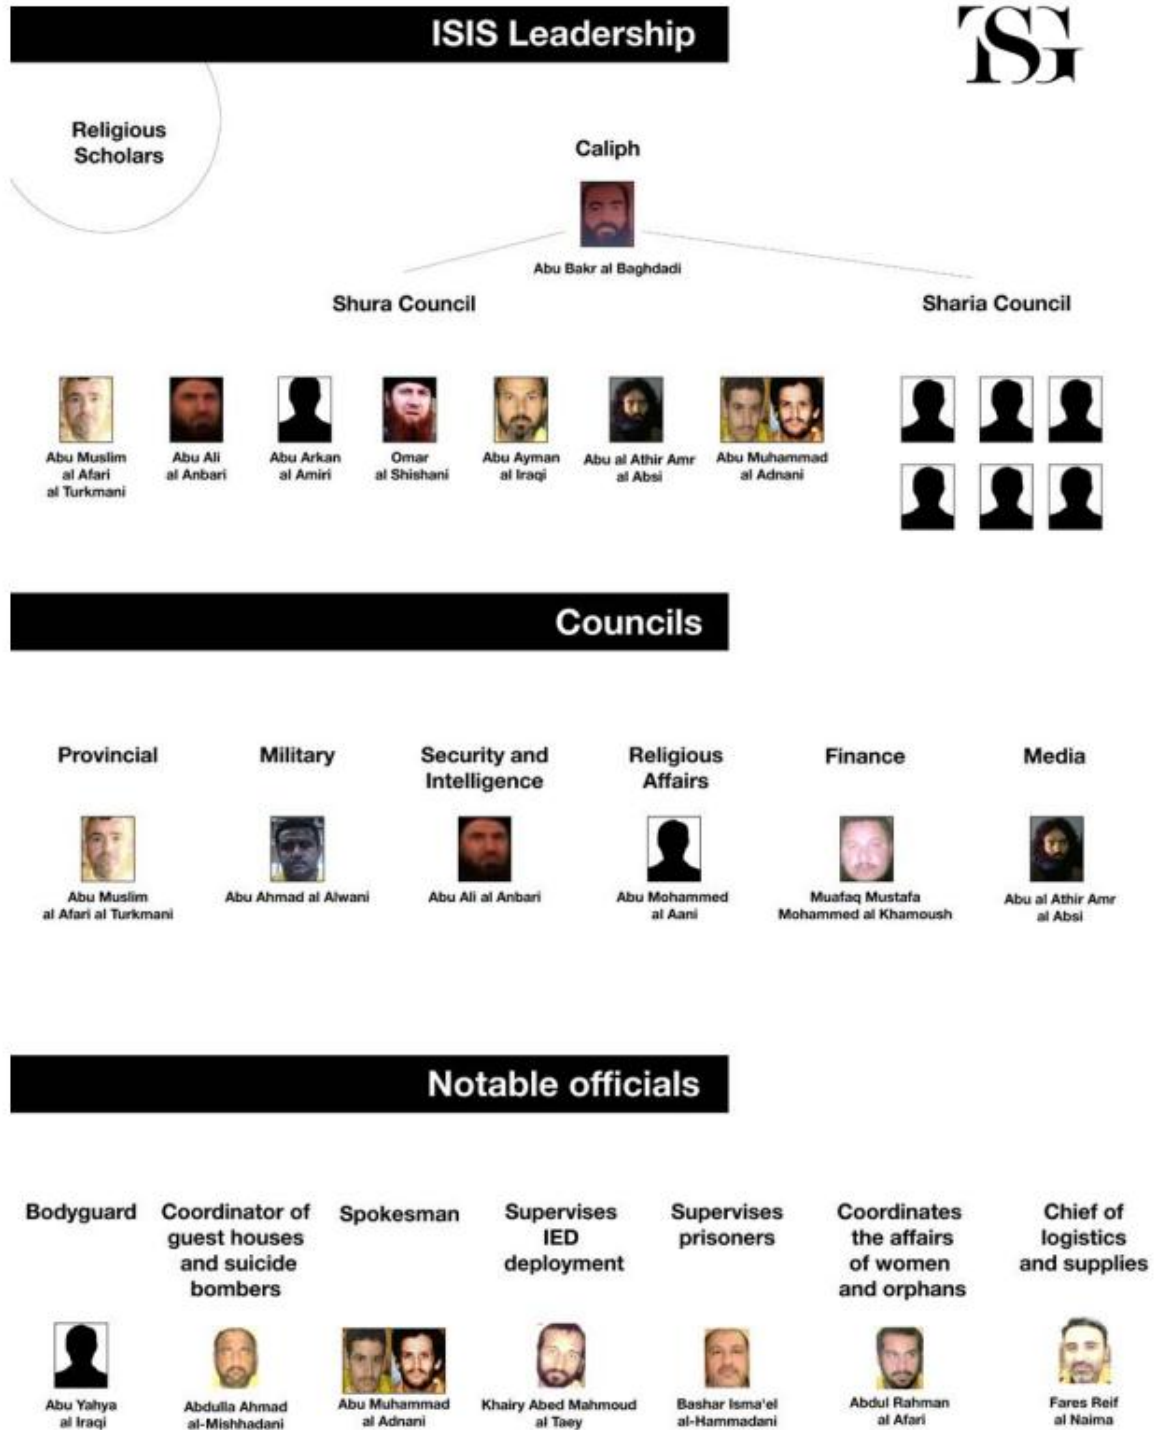 ISIS Leadership
TSG
Religious
Scholars
Caliph
Abu Bakr al Baghdadi
Shura Council
Sharia Council
Abu Muslim
al Afari
al Turkmani
Abu Ali
al Anbari
Abu Arkan
al Amiri
Omar
al Shishani
Abu Ayman
al Iraqi
Abu al Athir Amr
al Absi
Abu Muhammad
al Adnani
Councils
Provincial
Abu Muslim
al Afari al Turkmani
Military
Abu Ahmad al Alwani
Security and
Intelligence
Abu Ali al Anbari
Religious
Affairs
Abu Mohammed
al Aani
Finance
Muafaq Mustafa
Mohammed al Khamoush
Media
Abu al Athir Amr
al Absi
Notable officials
Bodyguard
Abu Yahya
al Iraqi
Coordinator of
guest houses
and suicide
bombers
Abdulla Ahmad
al-Mishhadani
Spokesman
Abu Muhammad
al Adnani
Supervises
IED
deployment
Khairy Abed Mahmoud
al Taey
Supervises
prisoners
Bashar Isma'el
al-Hammadani
Coordinates
the affairs
of women
and orphans
Abdul Rahman
al Afari
Chief of
logistics
and supplies
Fares Reif
al Naima